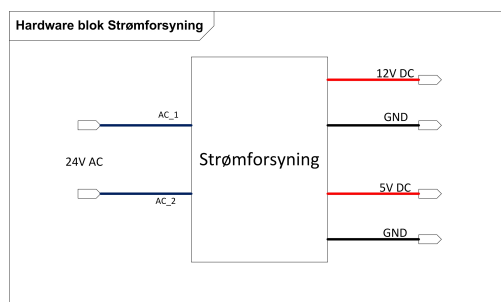 Hardware blok Strømforsyning
12V DC
AC_1
GND
24V AC
Strømforsyning
5V DC
AC_2
GND